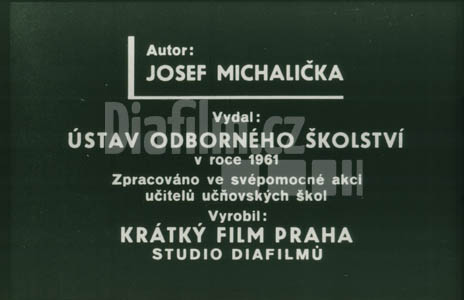 Autor:
JOSEF MICHALIČKA
Vydal:
ÚSTAV ODBORNÉHO ŠKOLSTVÍ
v roce 1961
Zpracováno ve svépomocné akci
učitelů učňovských škol
Vyrobil:
KRÁTKÝ FILM PRAHA
STUDIO DIAFILMŮ
Diafilm.cz